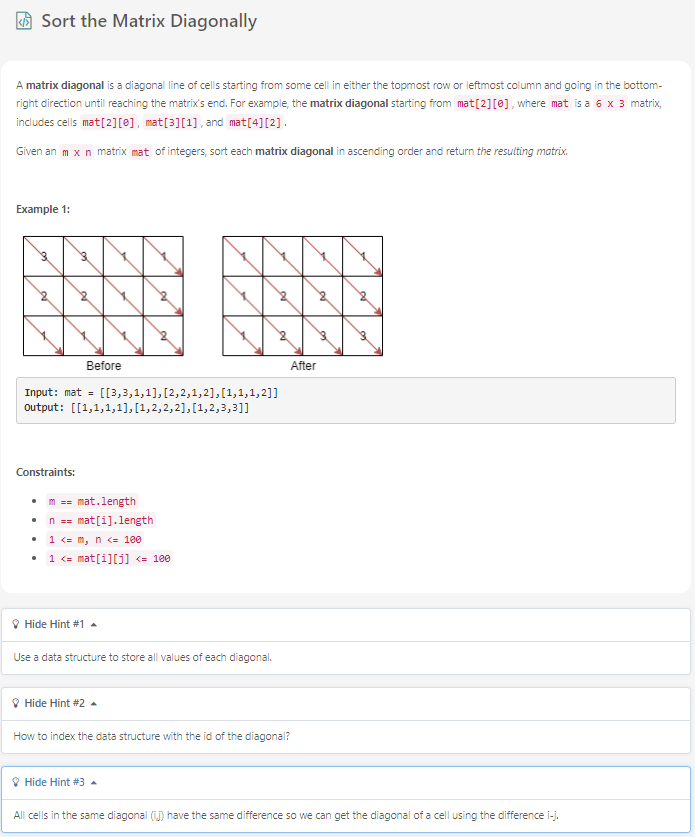 Sort the Matrix Diagonally
A matrix diagonal is a diagonal line of cells starting from some cell in either the topmost row or leftmost column and going in the bottom-
right direction until reaching the matrix's end. For example, the matrix diagonal starting from mat[2][0], where mat is a 6 x 3 matrix,
includes cells mat[2][0], mat[3][1], and mat[4][2].
Given an m x n matrix mat of integers, sort each matrix diagonal in ascending order and return the resulting matrix.
Example 1:
3 3 1 1 1 1 1 1
2 2 1 2 1 2 2 2
1 1 1 2 1 2 3 3
Before After
Input: mat = [[3,3,1,1],[2,2,1,2],[1,1,1,2]]
Output: [[1,1,1,1],[1,2,2,2],[1,2,3,3]]
Constraints:
• m == mat.length
• n == mat[i].length
• 1 <= m, n <= 100
• 1 <= mat[i][j] <= 100
Hide Hint #1
Use a data structure to store all values of each diagonal.
Hide Hint #2
How to index the data structure with the id of the diagonal?
Hide Hint #3
All cells in the same diagonal (i,j) have the same difference so we can get the diagonal of a cell using the difference i-j.